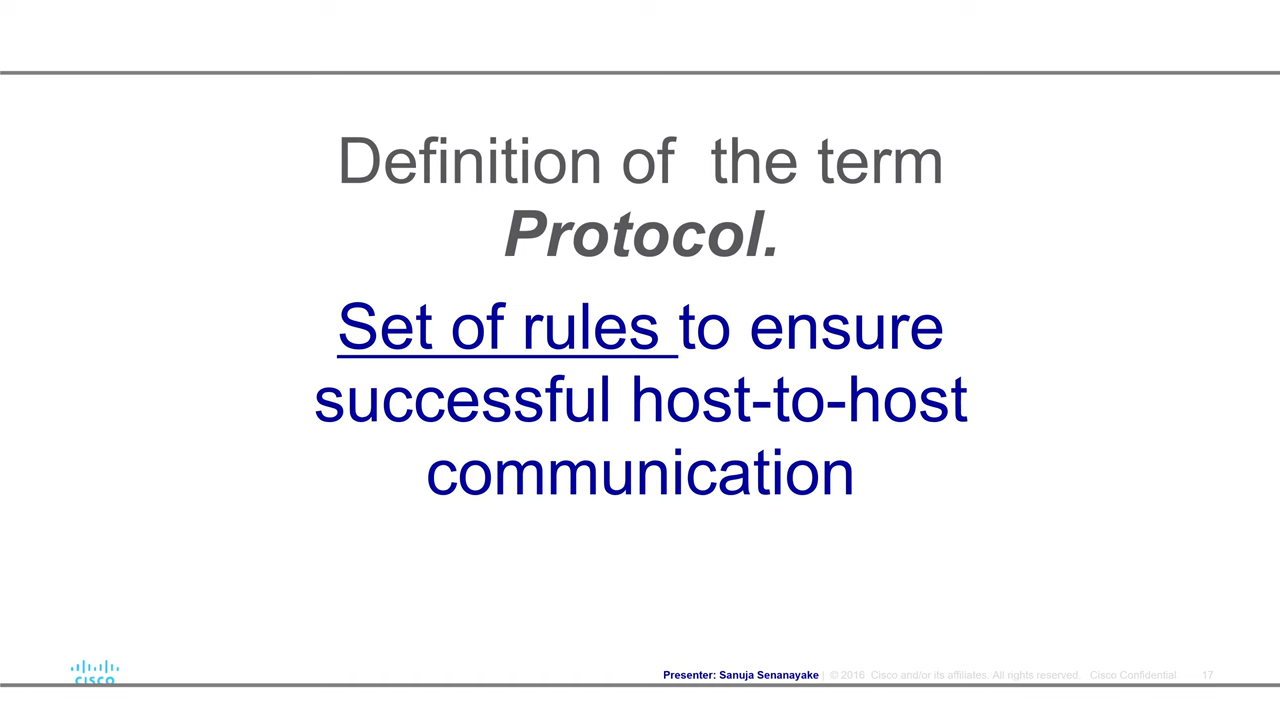 Definition of  the term
Protocol.
Set of rules to ensure
successful host-to-host
communication
CISCO
Presenter: Sanuja Senanayake | © 2016  Cisco and/or its affiliates. All rights reserved.   Cisco Confidential   17